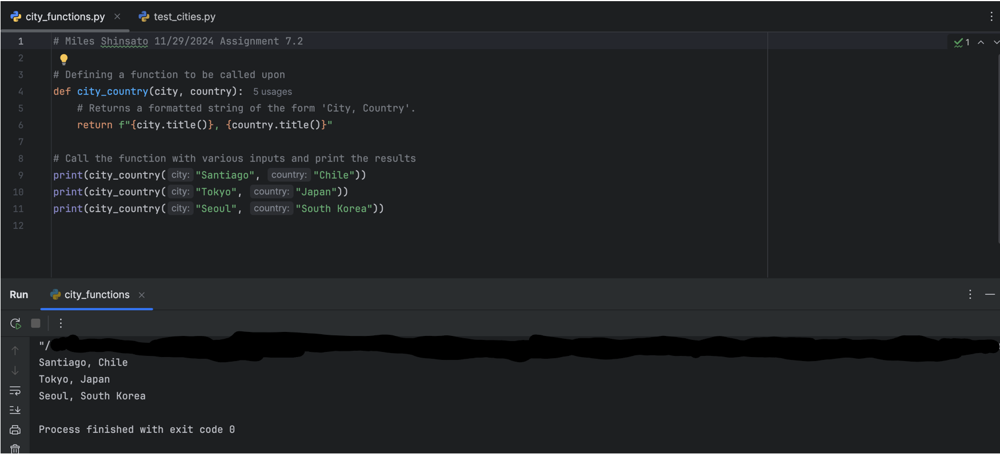 city_functions.py
test_cities.py
1 # Miles Shinsato 11/29/2024 Assignment 7.2
1
2
3 # Defining a function to be called upon
4 def city_country(city, country): 5 usages
5 # Returns a formatted string of the form 'City, Country'.
6 return f"{city.title()}, {country.title()}"
7
8 # Call the function with various inputs and print the results
9 print(city_country( city: "Santiago", country: "Chile"))
10 print(city_country( city: "Tokyo", country: "Japan"))
11 print(city_country( city: "Seoul", country: "South Korea"))
12
Run city_functions
"/
Santiago, Chile
Tokyo, Japan
Seoul, South Korea
Process finished with exit code 0